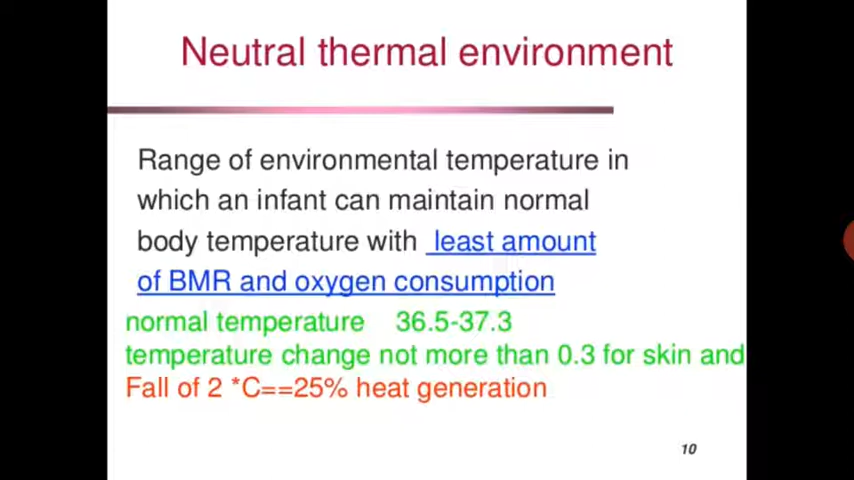 Neutral thermal environment
Range of environmental temperature in
which an infant can maintain normal
body temperature with least amount
of BMR and oxygen consumption
normal temperature 36.5-37.3
temperature change not more than 0.3 for skin and
Fall of 2 *C==25% heat generation
10